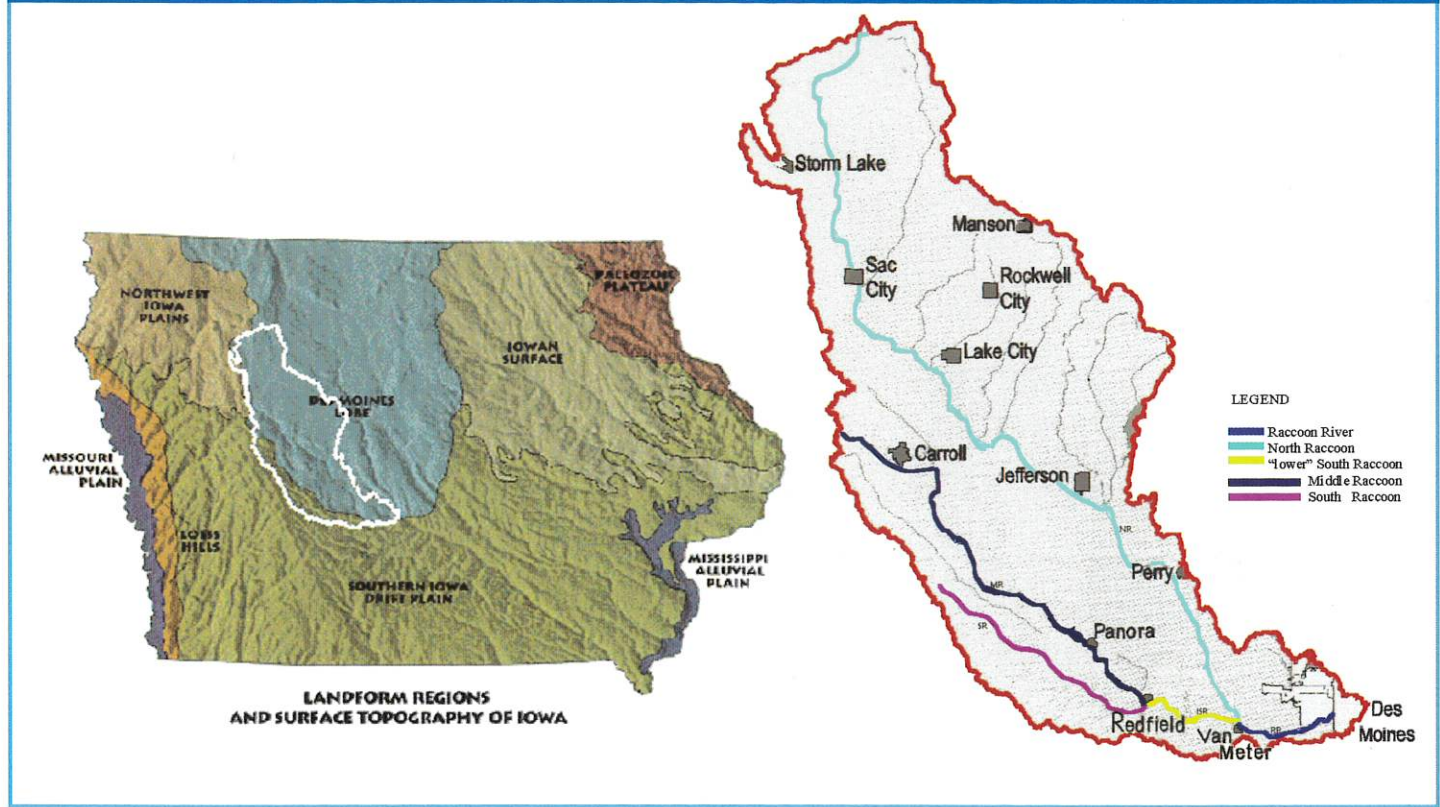 NORTHWEST
IOWA
PLAINS
PALEOZOIC
PLATEAU
IOWAN
SURFACE
DES MOINES
LOBE
MISSOURI
ALLUVIAL
PLAIN
LOESS
HILLS
SOUTHERN IOWA
DRIFT PLAIN
MISSISSIPPI
ALLUVIAL
PLAIN
LANDFORM REGIONS
AND SURFACE TOPOGRAPHY OF IOWA
Storm Lake
Manson
Sac
City
Rockwell
City
Lake City
Carroll
Jefferson
NR
Perry
MR
SR
Panora
Redfield
lSR
Van
Meter
RR
Des
Moines
LEGEND
Raccoon River
North Raccoon
"lower" South Raccoon
Middle Raccoon
South Raccoon